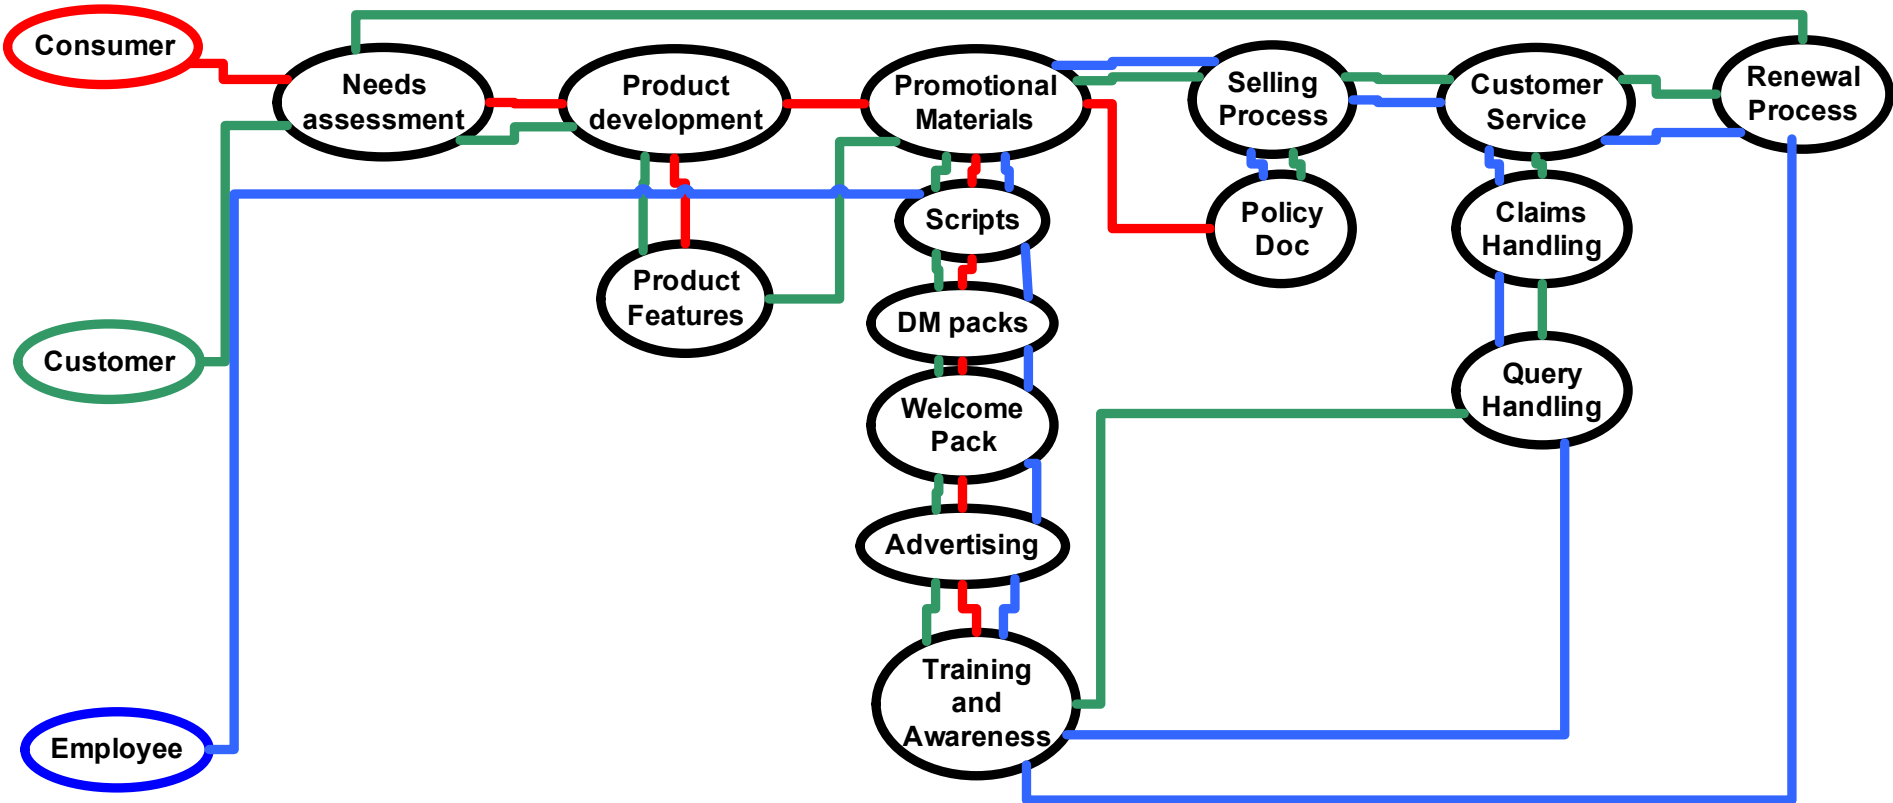 Consumer
Needs
assessment
Product
development
Promotional
Materials
Selling
Process
Customer
Service
Renewal
Process
Scripts
Policy
Doc
Claims
Handling
Product
Features
DM packs
Customer
Welcome
Pack
Query
Handling
Advertising
Training
and
Awareness
Employee